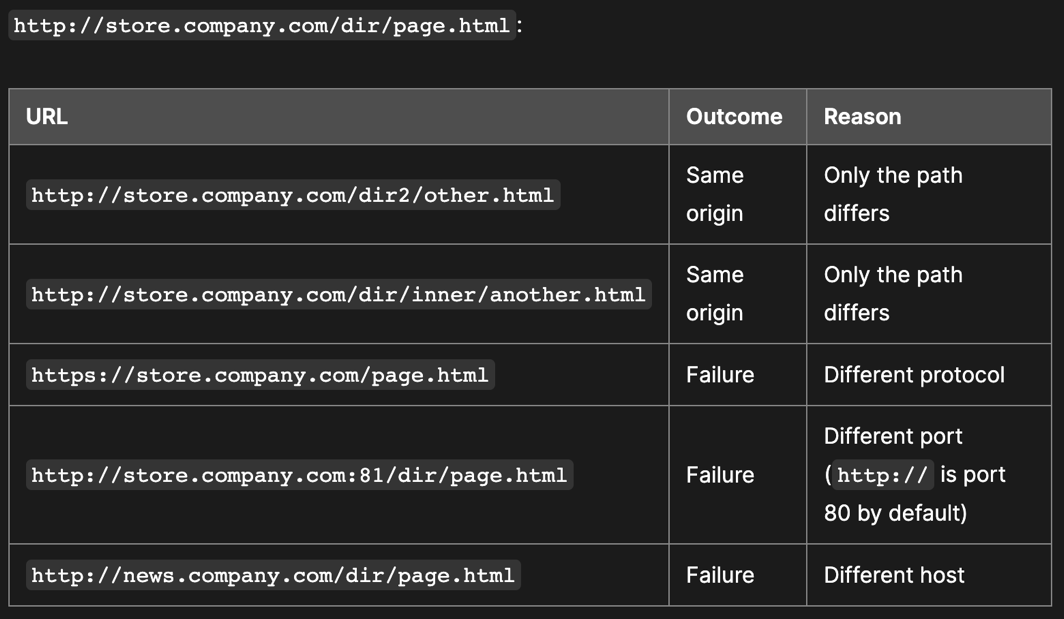 http://store.company.com/dir/page.html:
URL Outcome Reason
http://store.company.com/dir2/other.html
Same
origin
Only the path
differs
http://store.company.com/dir/inner/another.html
Same
origin
Only the path
differs
https://store.company.com/page.html Failure Different protocol
http://store.company.com:81/dir/page.html
Failure
Different port
(http:// is port
80 by default)
http://news.company.com/dir/page.html Failure Different host